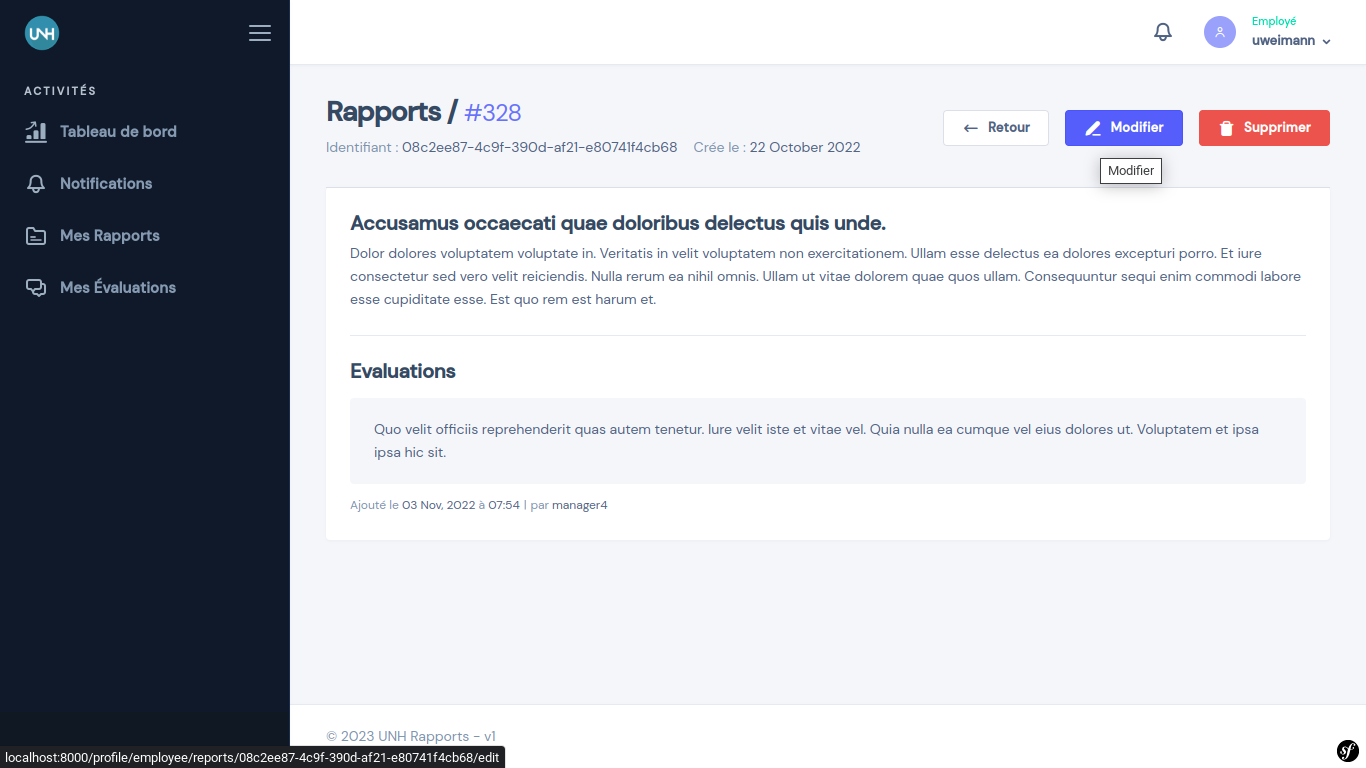 UNH
Employé
uweimann
ACTIVITÉS
Tableau de bord
Notifications
Mes Rapports
Mes Évaluations
Rapports / #328
Identifiant : 08c2ee87-4c9f-390d-af21-e80741f4cb68 Crée le : 22 October 2022
Retour
Modifier
Supprimer
Modifier
Accusamus occaecati quae doloribus delectus quis unde.
Dolor dolores voluptatem voluptate in. Veritatis in velit voluptatem non exercitationem. Ullam esse delectus ea dolores excepturi porro. Et iure
consectetur sed vero velit reiciendis. Nulla rerum ea nihil omnis. Ullam ut vitae dolorem quae quos ullam. Consequuntur sequi enim commodi labore
esse cupiditate esse. Est quo rem est harum et.
Evaluations
Quo velit officiis reprehenderit quas autem tenetur. Iure velit iste et vitae vel. Quia nulla ea cumque vel eius dolores ut. Voluptatem et ipsa
ipsa hic sit.
Ajouté le 03 Nov, 2022 à 07:54 | par manager4
© 2023 UNH Rapports - v1
localhost:8000/profile/employee/reports/08c2ee87-4c9f-390d-af21-e80741f4cb68/edit
sf